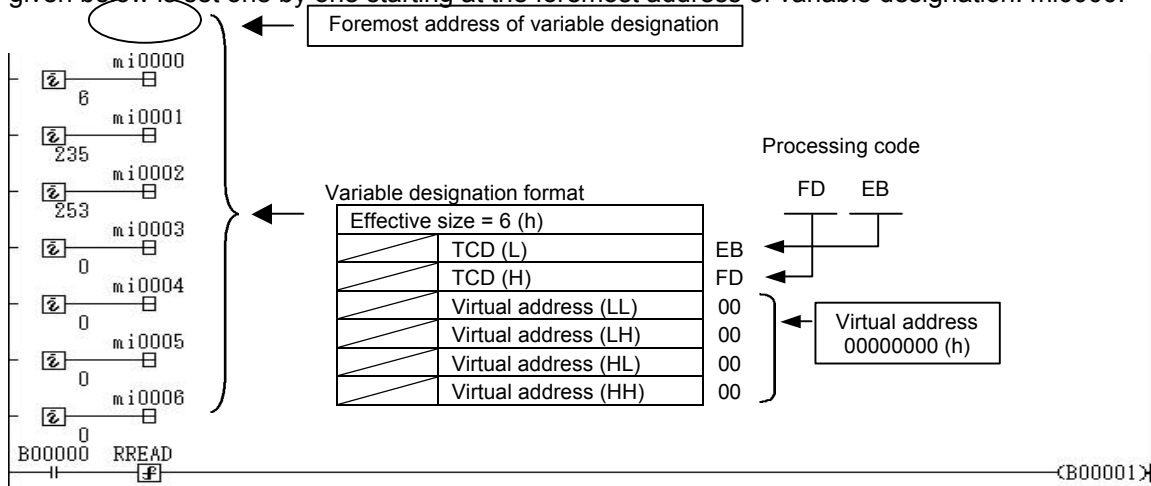 given below is set one by one starting at the foremost address of variable designation: mi0000.
Foremost address of variable designation
mi0000
6
mi0001
235
Processing code
mi0002
253
Variable designation format
FD EB
Effective size = 6 (h)
mi0003
0
TCD (L) EB
TCD (H) FD
mi0004
0
Virtual address (LL) 00
Virtual address (LH) 00
Virtual address
00000000 (h)
mi0005
0
Virtual address (HL) 00
Virtual address (HH) 00
mi0006
0
B00000 RREAD
(B00001)